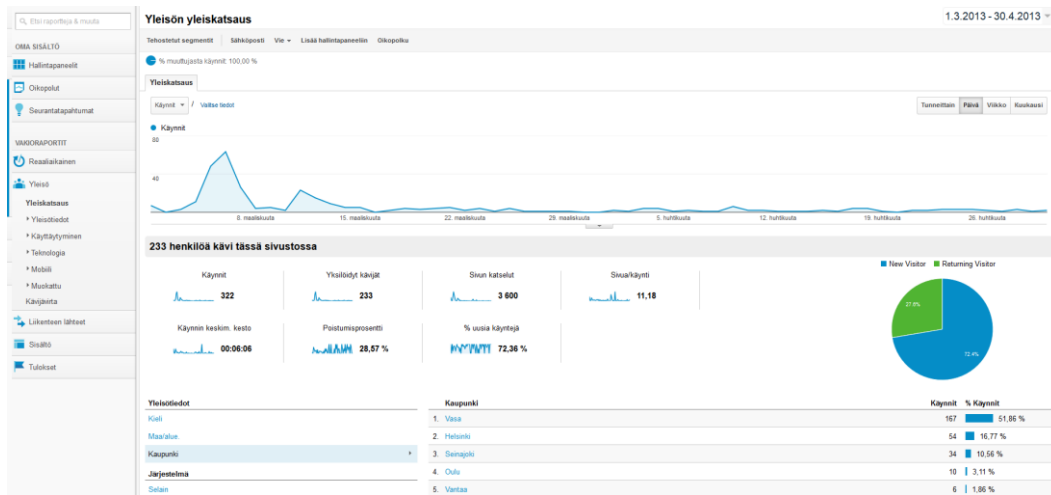 Etsi raportteja & muuta
OMA SISÄLTÖ
Hallintapaneelit
Oikopolut
Seurantatapahtumat
VAKIORAPORTIT
Reaaliaikainen
Yleisö
Yleiskatsaus
Yleisötiedot
Käyttäytyminen
Teknologia
Mobiili
Muokattu
Kävijävirta
Liikenteen lähteet
Sisältö
Tulokset
Yleisön yleiskatsaus
1.3.2013 - 30.4.2013
Tehostetut segmentit Sähköposti Vie Lisää hallintapaneeliin Oikopolku
% muuttujasta käynnit: 100,00 %
Yleiskatsaus
Käynnit / Valitse tiedot
Tunneittain Päivä Viikko Kuukausi
Käynnit
80
40
8. maaliskuuta 15. maaliskuuta 22. maaliskuuta 29. maaliskuuta 5. huhtikuuta 12. huhtikuuta 19. huhtikuuta 26. huhtikuuta
233 henkilöä kävi tässä sivustossa
Käynnit Yksilöidyt kävijät Sivun katselut Sivua/käynti
322 233 3 600 11,18
Käynnin keskim. kesto Poistumisprosentti % uusia käyntejä
00:06:06 28,57 % 72,36 %
New Visitor Returning Visitor
27.6%
72.4%
Yleisötiedot
Kieli
Maa/alue.
Kaupunki
Järjestelmä
Selain
Kaupunki Käynnit % Käynnit
1. Vasa 167 51,86 %
2. Helsinki 54 16,77 %
3. Seinajoki 34 10,56 %
4. Oulu 10 3,11 %
5. Vantaa 6 1,86 %